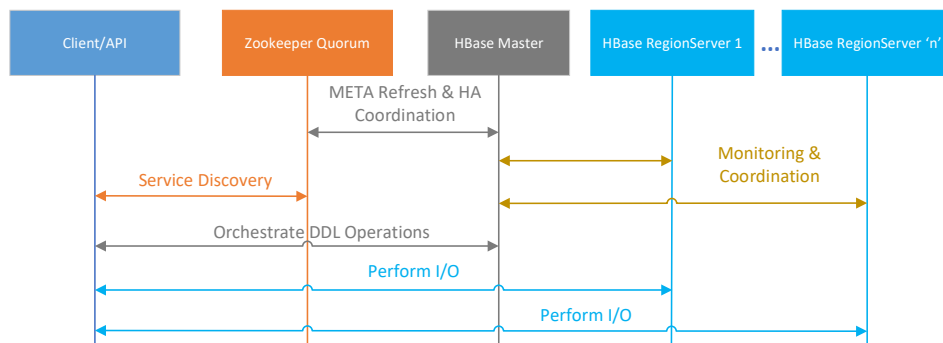 Client/API
Zookeeper Quorum
HBase Master
HBase RegionServer 1
...
HBase RegionServer ‘n’
META Refresh & HA
Coordination
Monitoring &
Coordination
Service Discovery
Orchestrate DDL Operations
Perform I/O
Perform I/O